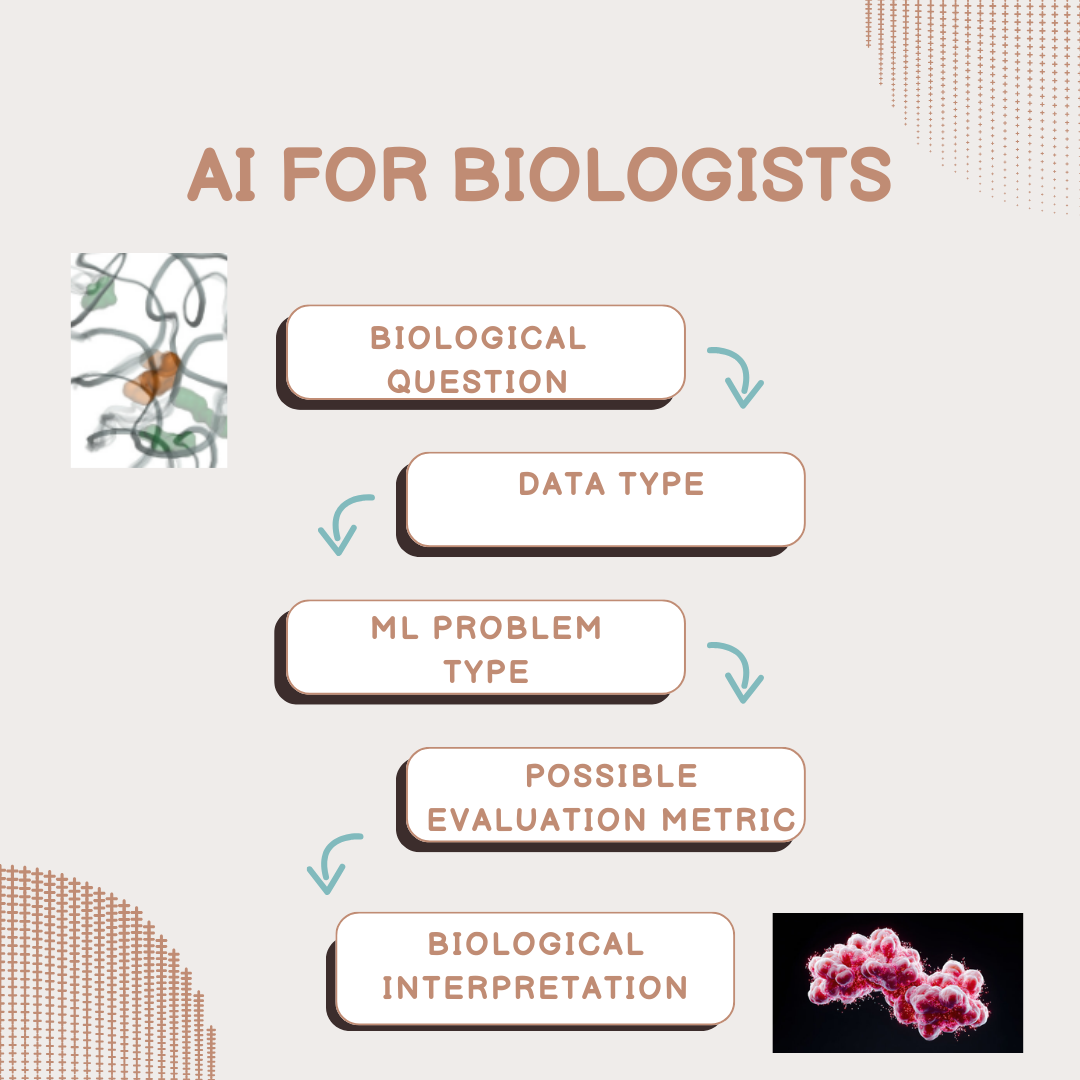 AI FOR BIOLOGISTS
BIOLOGICAL
QUESTION
DATA TYPE
ML PROBLEM
TYPE
POSSIBLE
EVALUATION METRIC
BIOLOGICAL
INTERPRETATION